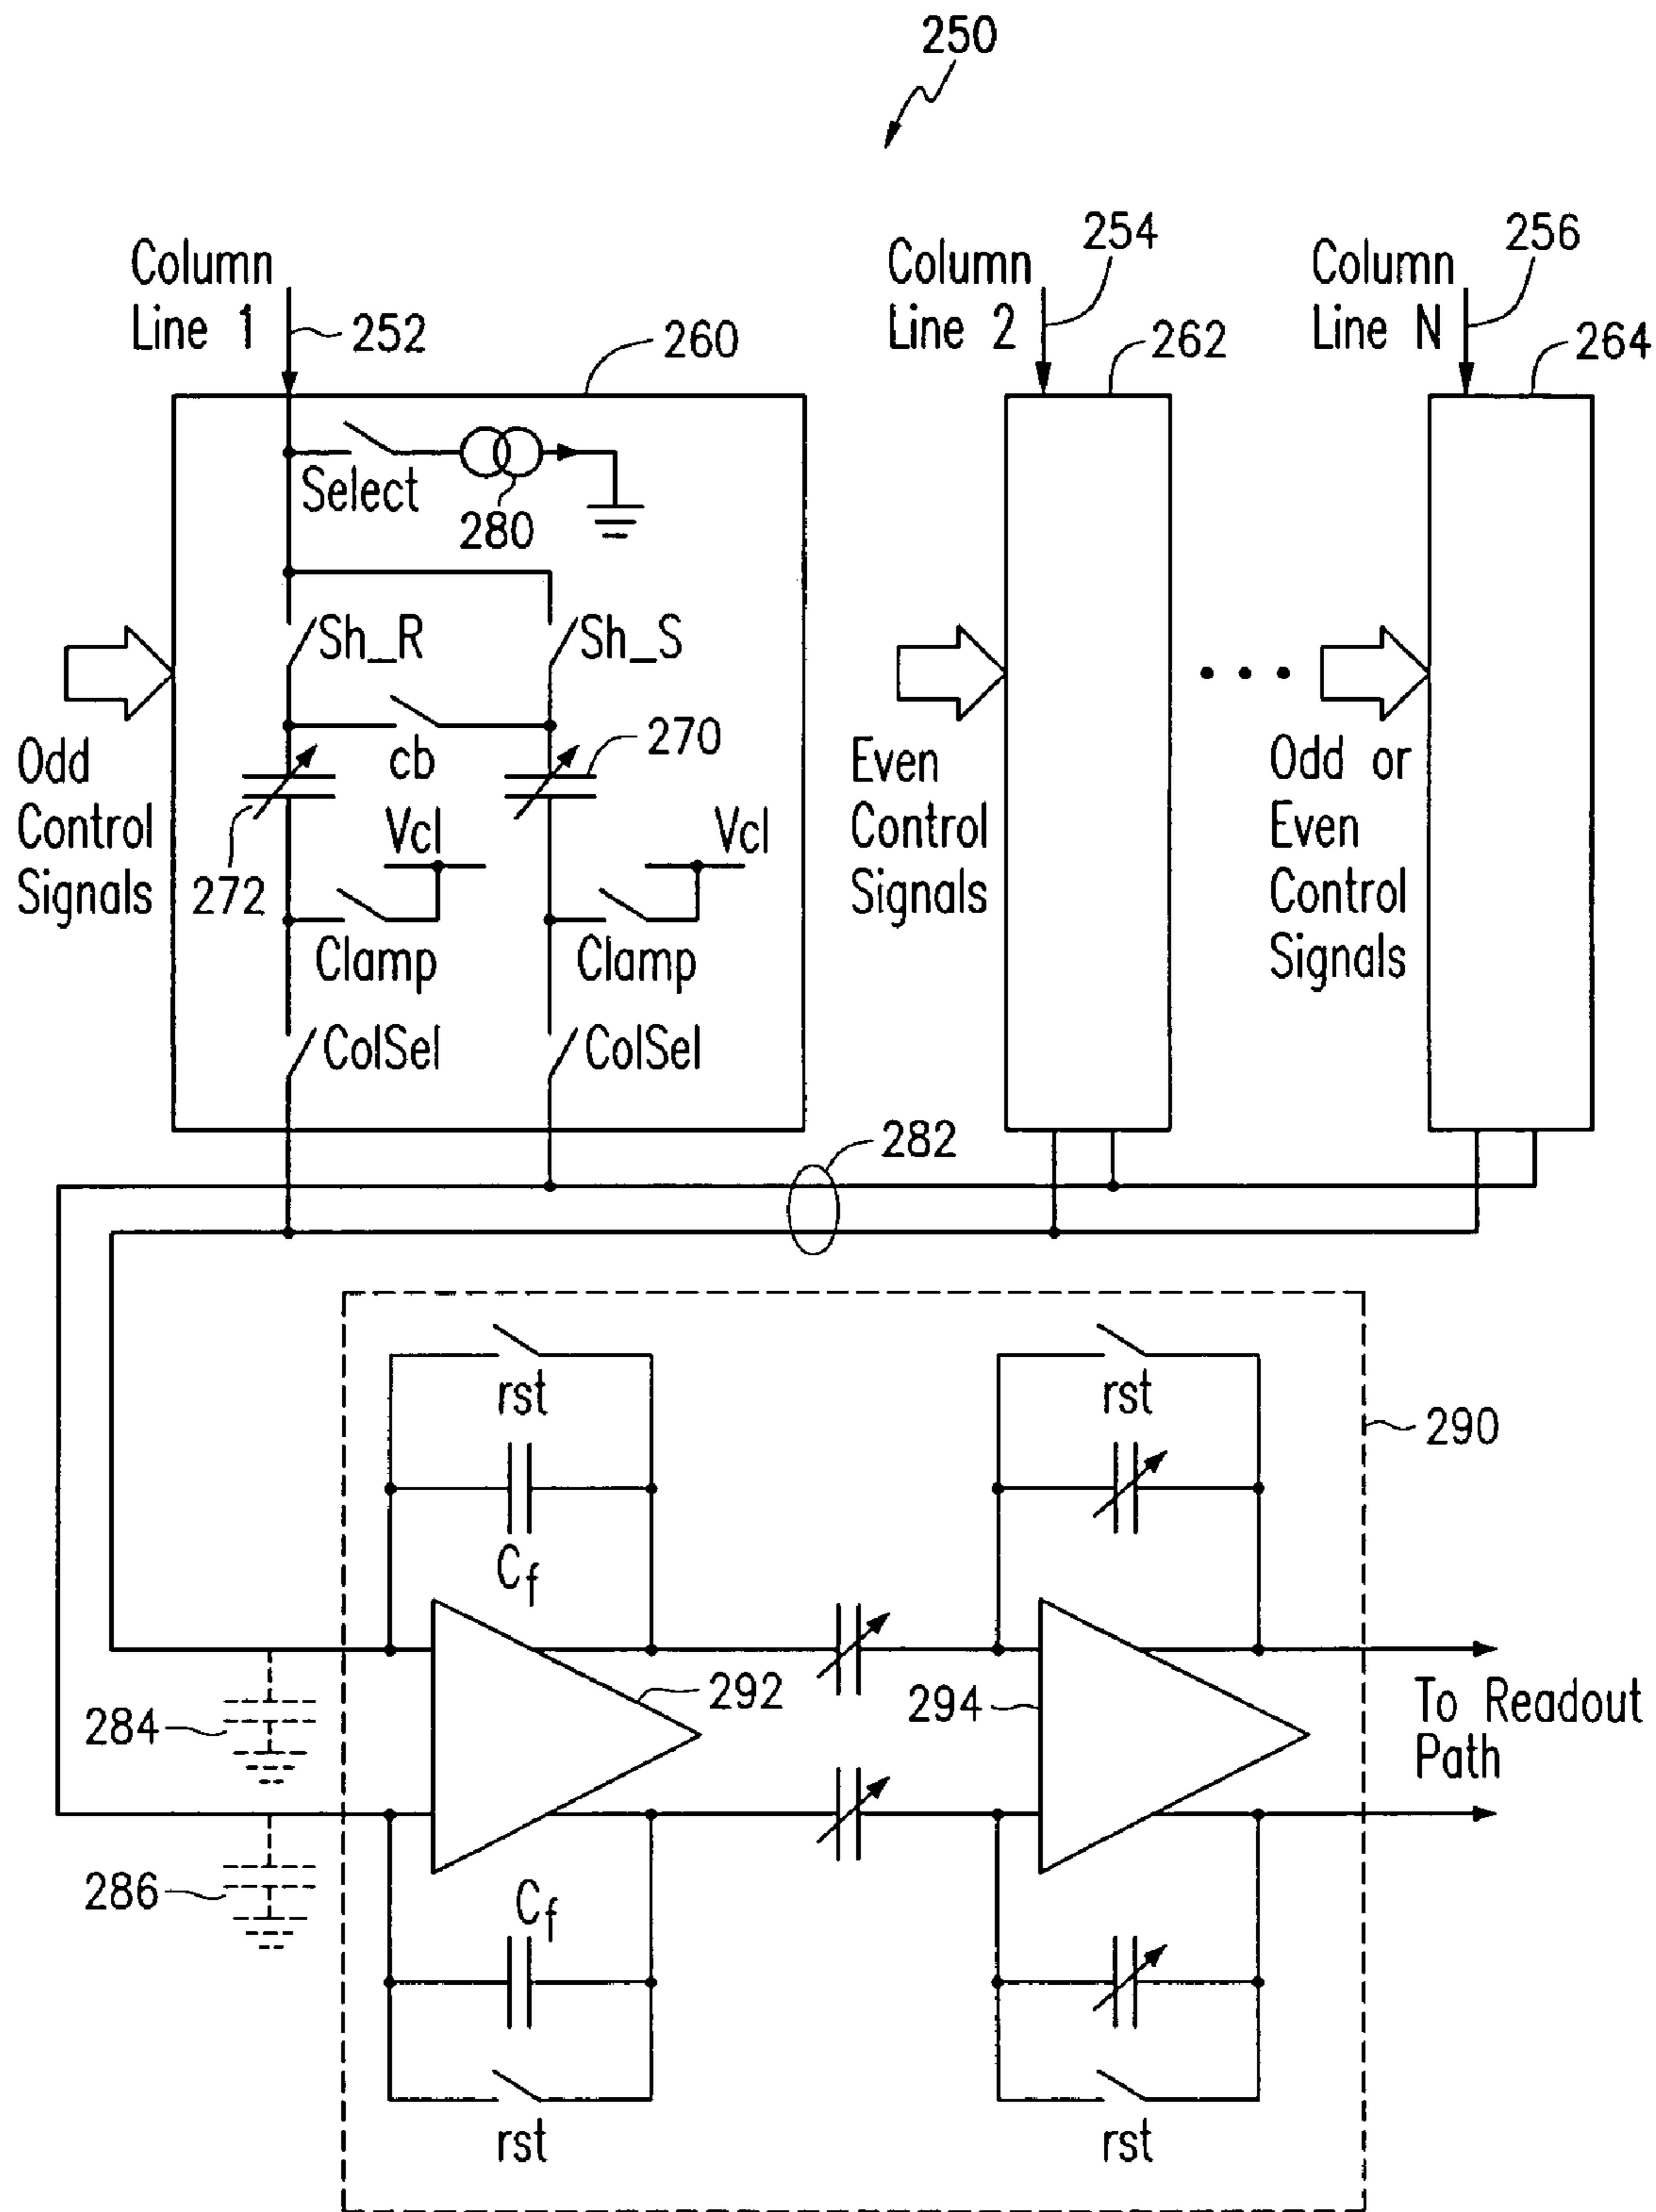 250
Column
Line 1
252
260
Column
Line 2
254
262
Column
Line N
256
264
Select
280
Sh_R
Sh_S
cb
270
272
Vcl
Vcl
Clamp
Clamp
ColSel
ColSel
Odd
Control
Signals
Even
Control
Signals
Odd or
Even
Control
Signals
282
rst
rst
290
Cf
292
294
284
286
To Readout
Path
Cf
rst
rst